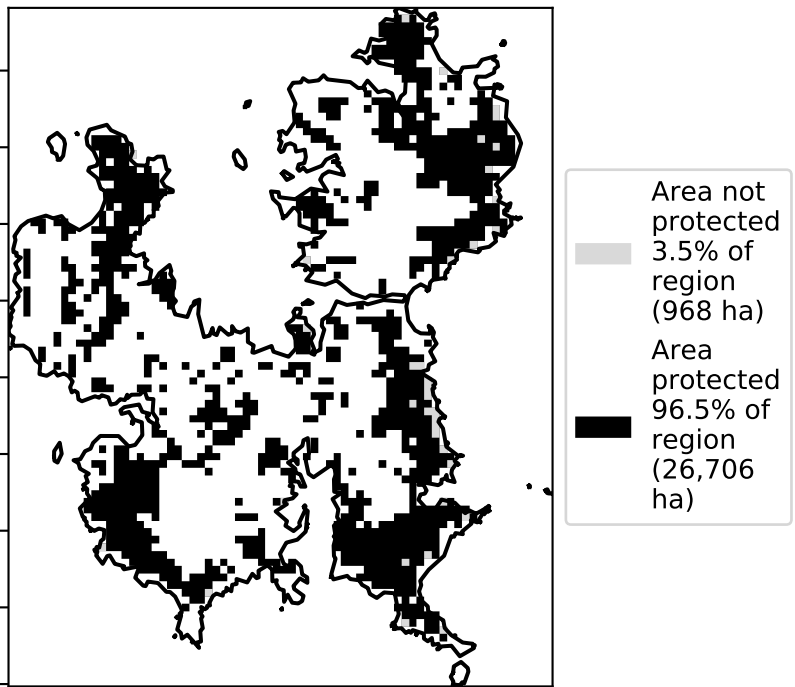 Area not
protected
3.5% of
region
(968 ha)
Area
protected
96.5% of
region
(26,706
ha)